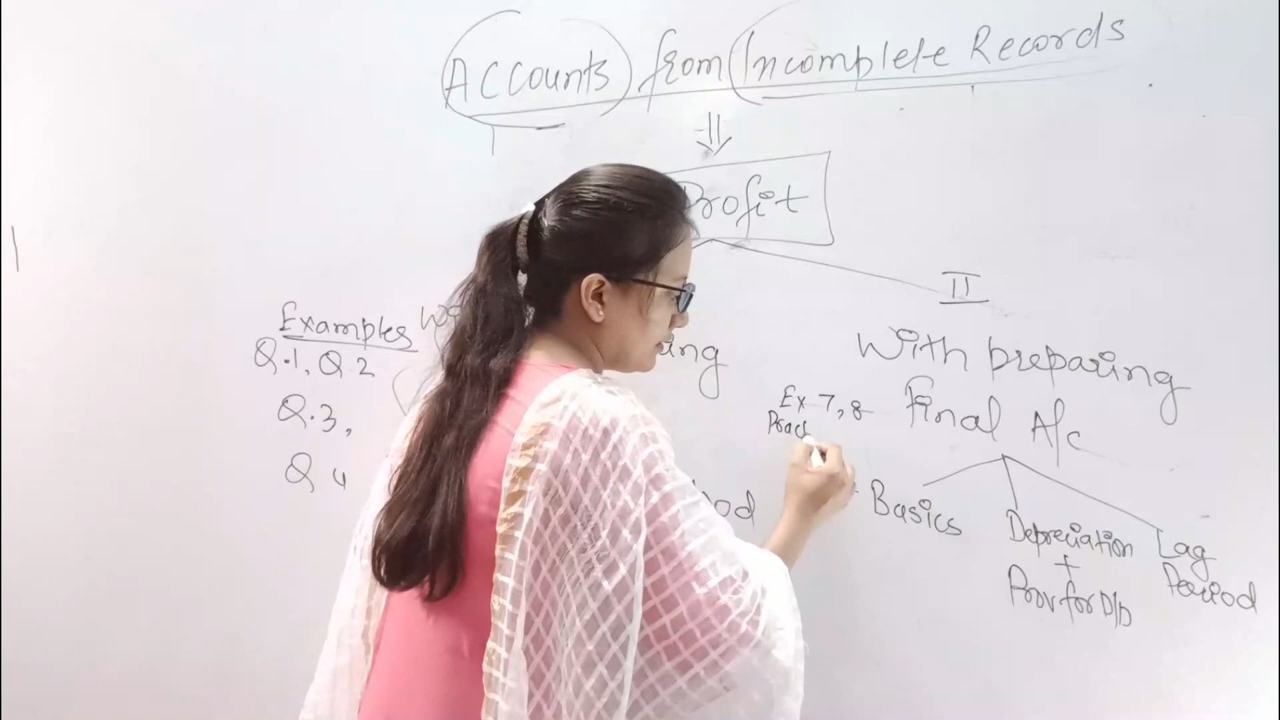 Accounts from Incomplete Records
Profit
II
Examples
Q.1, Q 2
Q.3,
Q 4
With preparing
Final A/c
Ex 7, 8
Basics
Depreciation
+
Prov for D/D
Lag
Period